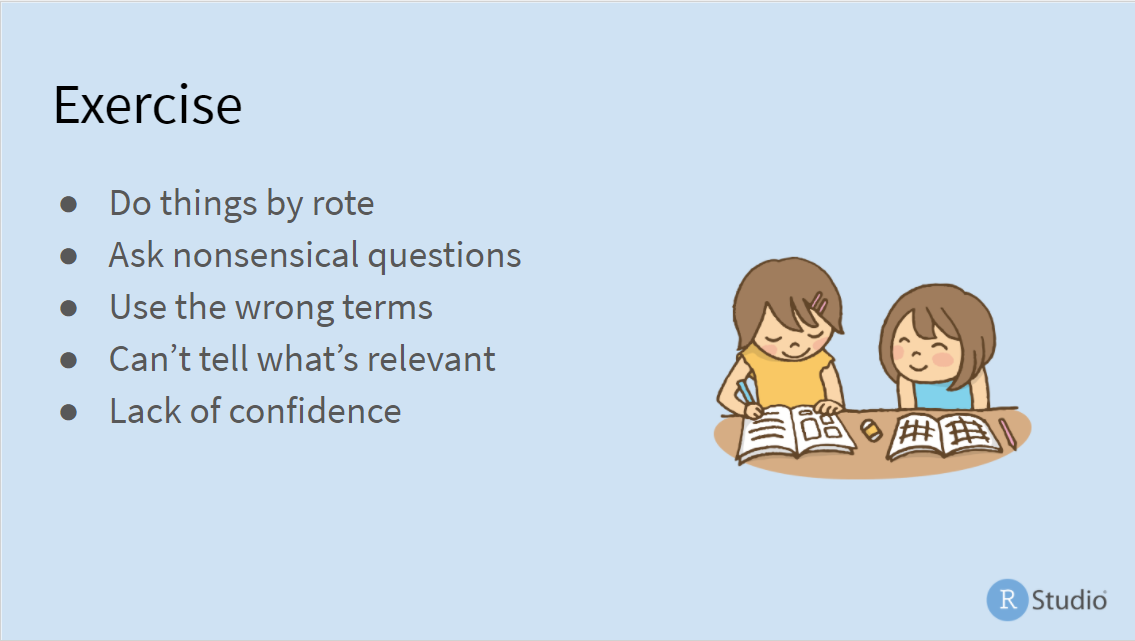 Exercise
● Do things by rote
● Ask nonsensical questions
● Use the wrong terms
● Can’t tell what’s relevant
● Lack of confidence
R Studio